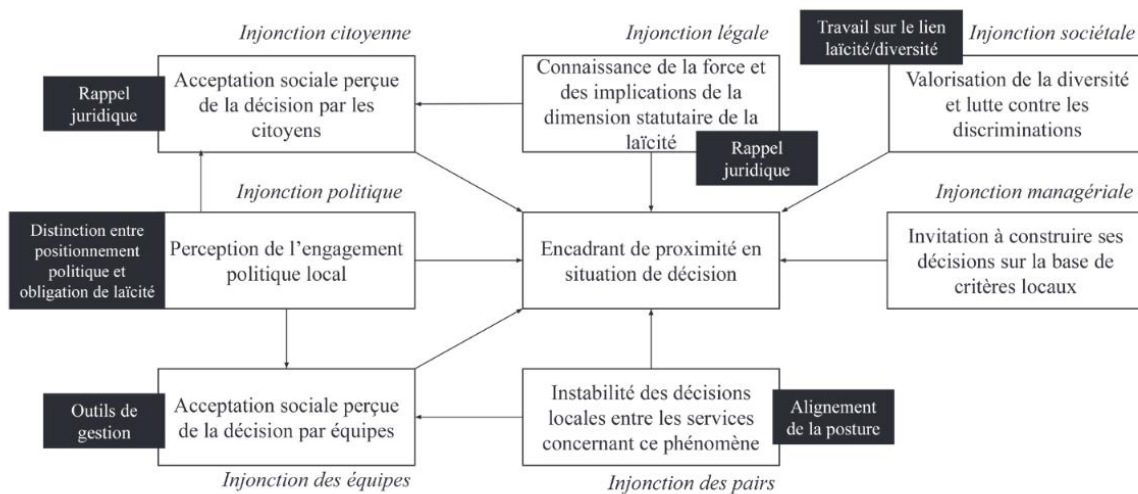 Injonction citoyenne
Rappel
juridique
Acceptation sociale perçue
de la décision par les
citoyens
Injonction légale
Connaissance de la force et
des implications de la
dimension statutaire de la
laïcité
Rappel
juridique
Travail sur le lien
laïcité/diversité
Injonction sociétale
Valorisation de la diversité
et lutte contre les
discriminations
Injonction politique
Distinction entre
positionnement
politique et
obligation de laïcité
Perception de l’engagement
politique local
Encadrant de proximité en
situation de décision
Injonction managériale
Invitation à construire ses
décisions sur la base de
critères locaux
Outils de
gestion
Acceptation sociale perçue
de la décision par équipes
Injonction des équipes
Instabilité des décisions
locales entre les services
concernant ce phénomène
Alignement
de la posture
Injonction des pairs